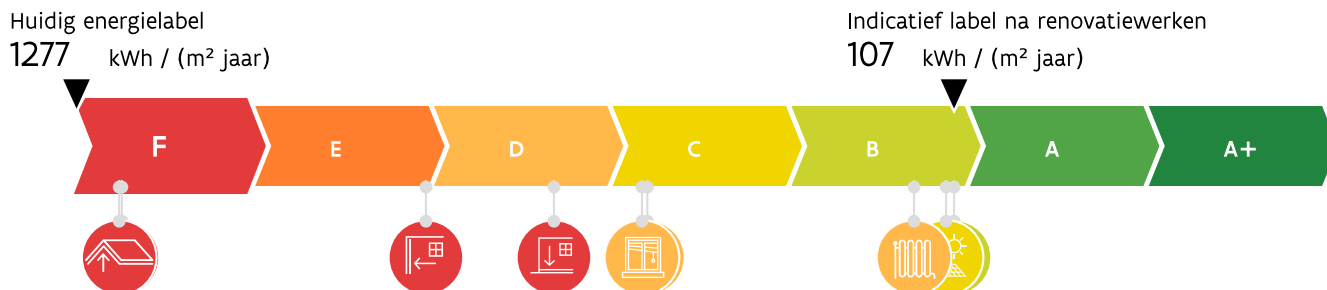 Huidig energielabel
1277 kWh / (m² jaar)
Indicatief label na renovatiewerken
107 kWh / (m² jaar)
F E D C B A A+